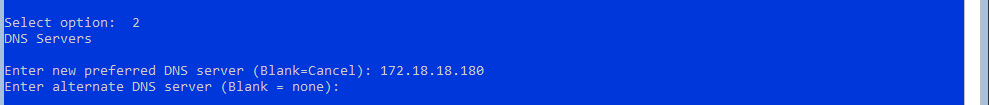 Select option:  2
DNS Servers
Enter new preferred DNS server (Blank=Cancel): 172.18.18.180
Enter alternate DNS server (Blank = none):